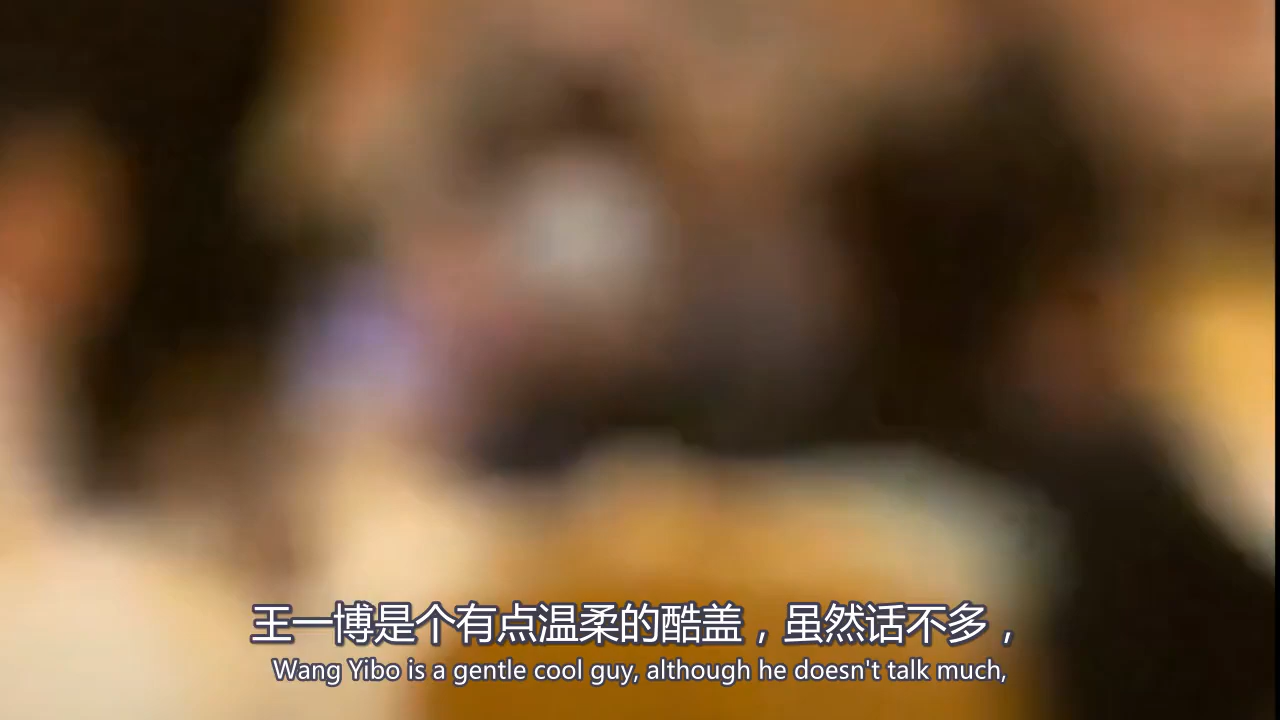 王一博是个有点温柔的酷盖，虽然话不多，
Wang Yibo is a gentle cool guy, although he doesn't talk much,